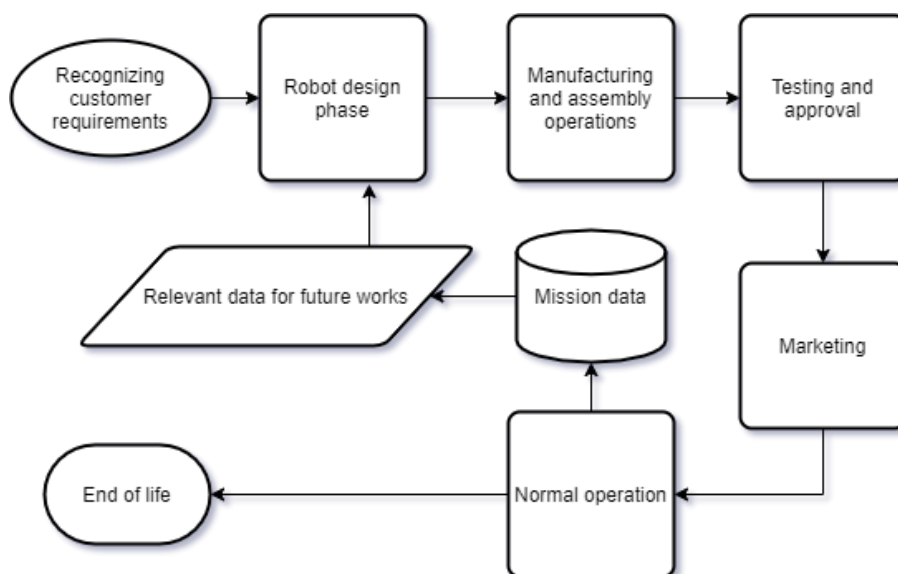 Recognizing
customer
requirements
Robot design
phase
Manufacturing
and assembly
operations
Testing and
approval
Relevant data for future works
Mission data
Marketing
End of life
Normal operation